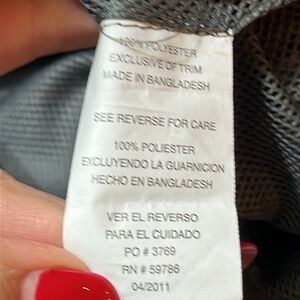 100% POLYESTER
EXCLUSIVE OF TRIM
MADE IN BANGLADESH
SEE REVERSE FOR CARE
100% POLIESTER
EXCLUYENDO LA GUARNICION
HECHO EN BANGLADESH
VER EL REVERSO
PARA EL CUIDADO
PO # 3769
RN # 59786
04/2011